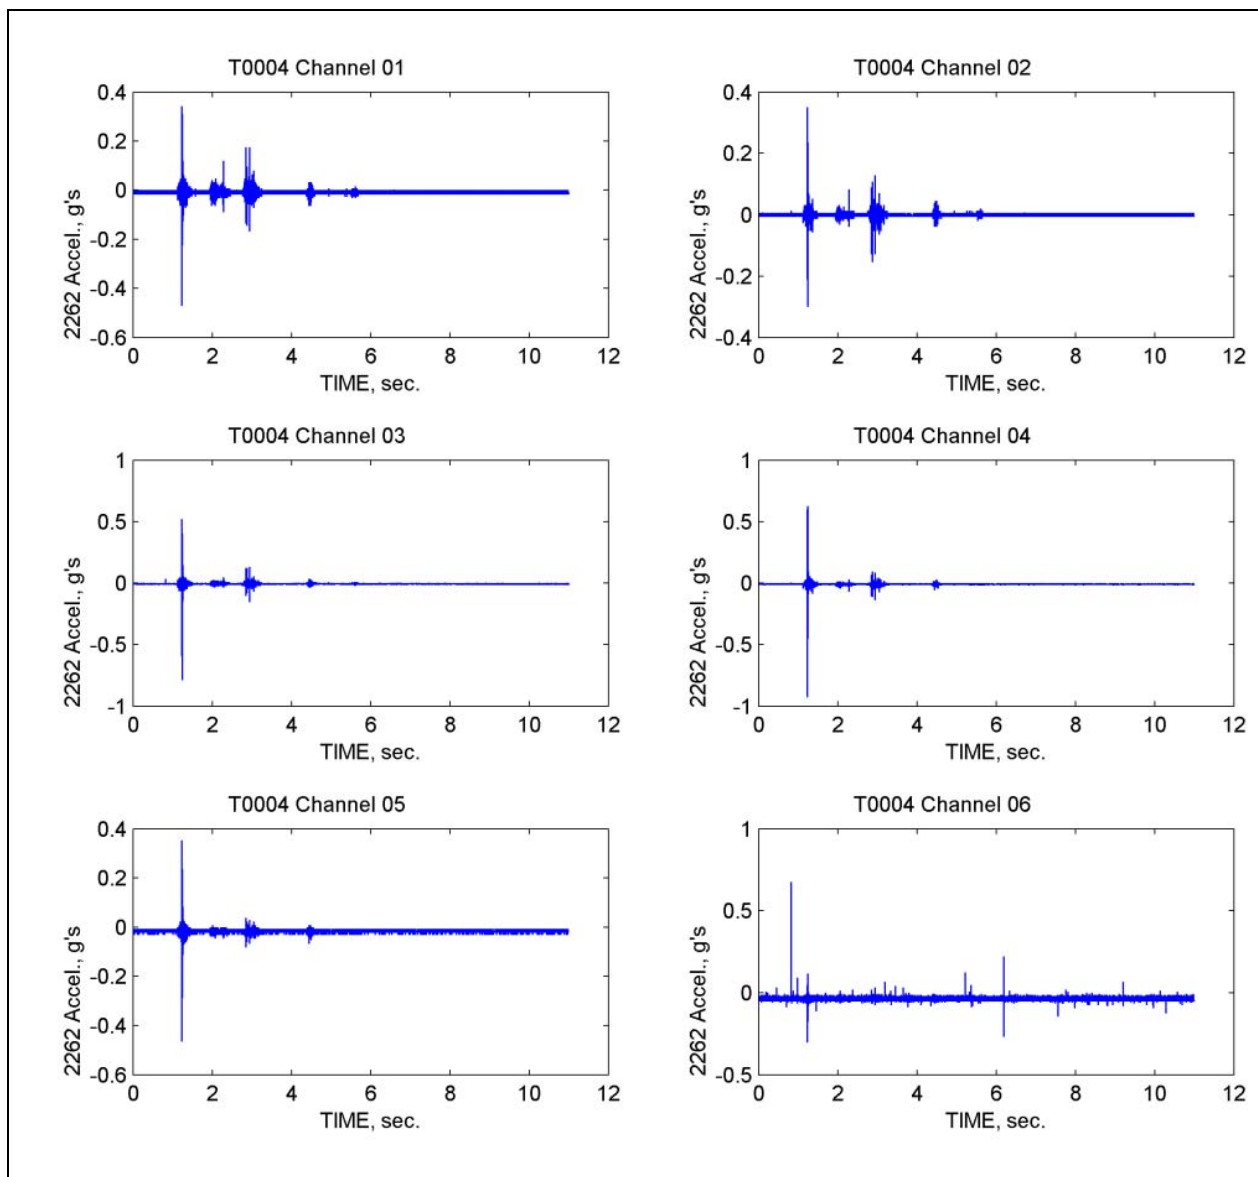 T0004 Channel 01
0.4
0.2
0
-0.2
-0.4
-0.6
2262 Accel., g's
0 2 4 6 8 10 12
TIME, sec.
T0004 Channel 02
0.4
0.2
0
-0.2
-0.4
2262 Accel., g's
0 2 4 6 8 10 12
TIME, sec.
T0004 Channel 03
1
0.5
0
-0.5
-1
2262 Accel., g's
0 2 4 6 8 10 12
TIME, sec.
T0004 Channel 04
1
0.5
0
-0.5
-1
2262 Accel., g's
0 2 4 6 8 10 12
TIME, sec.
T0004 Channel 05
0.4
0.2
0
-0.2
-0.4
-0.6
2262 Accel., g's
0 2 4 6 8 10 12
TIME, sec.
T0004 Channel 06
1
0.5
0
-0.5
2262 Accel., g's
0 2 4 6 8 10 12
TIME, sec.